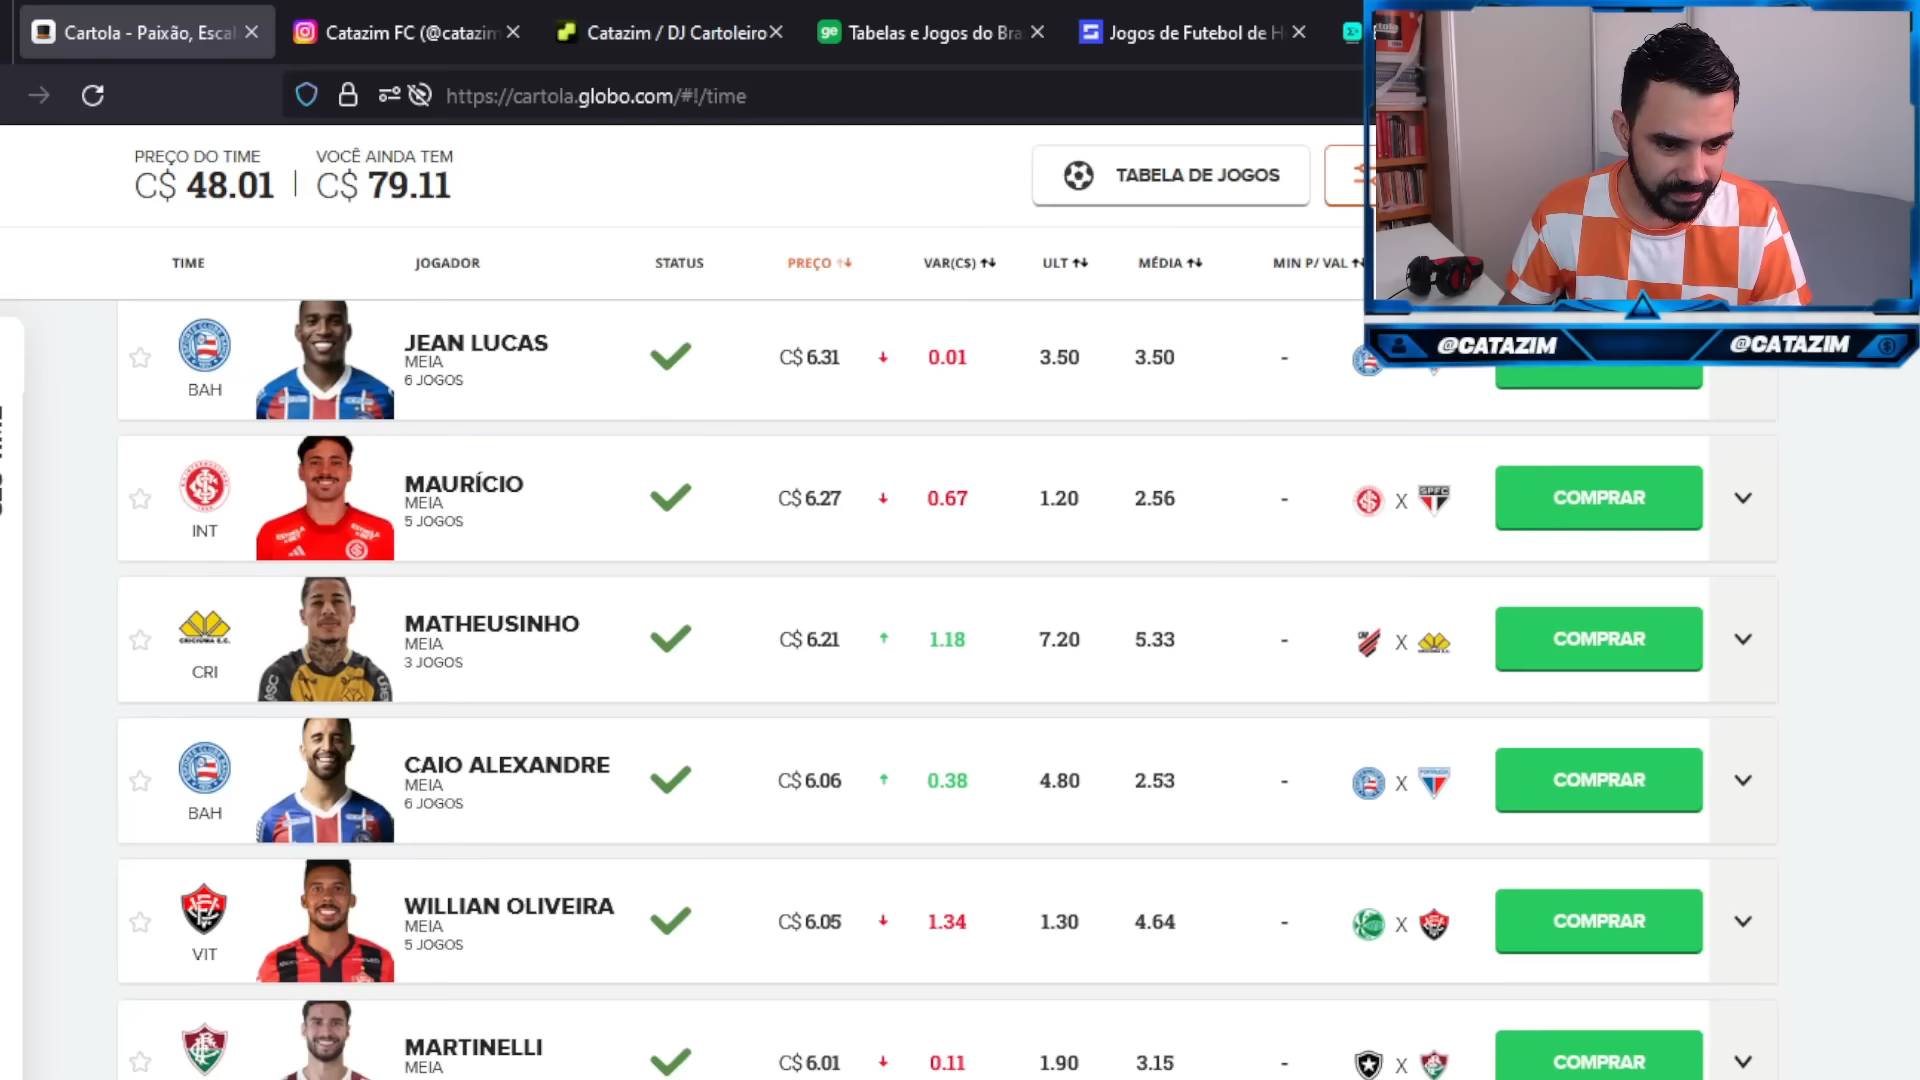 Cartola - Paixão, Escal
Catazim FC (@catazim
Catazim / DJ Cartoleiro
ge
Tabelas e Jogos do Bra
Jogos de Futebol de H
https://cartola.globo.com/#!/time
PREÇO DO TIME
C$ 48.01
VOCÊ AINDA TEM
C$ 79.11
TABELA DE JOGOS
@CATAZIM
@CATAZIM
TIME JOGADOR STATUS PREÇO VAR(C$) ULT MÉDIA MIN P/ VAL
BAH
JEAN LUCAS
MEIA
6 JOGOS
C$ 6.31 0.01 3.50 3.50 -
INT
MAURÍCIO
MEIA
5 JOGOS
C$ 6.27 0.67 1.20 2.56 - X COMPRAR
CRI
MATHEUSINHO
MEIA
3 JOGOS
C$ 6.21 1.18 7.20 5.33 - X COMPRAR
BAH
CAIO ALEXANDRE
MEIA
6 JOGOS
C$ 6.06 0.38 4.80 2.53 - X COMPRAR
VIT
WILLIAN OLIVEIRA
MEIA
5 JOGOS
C$ 6.05 1.34 1.30 4.64 - X COMPRAR
MARTINELLI
MEIA
C$ 6.01 0.11 1.90 3.15 - X COMPRAR